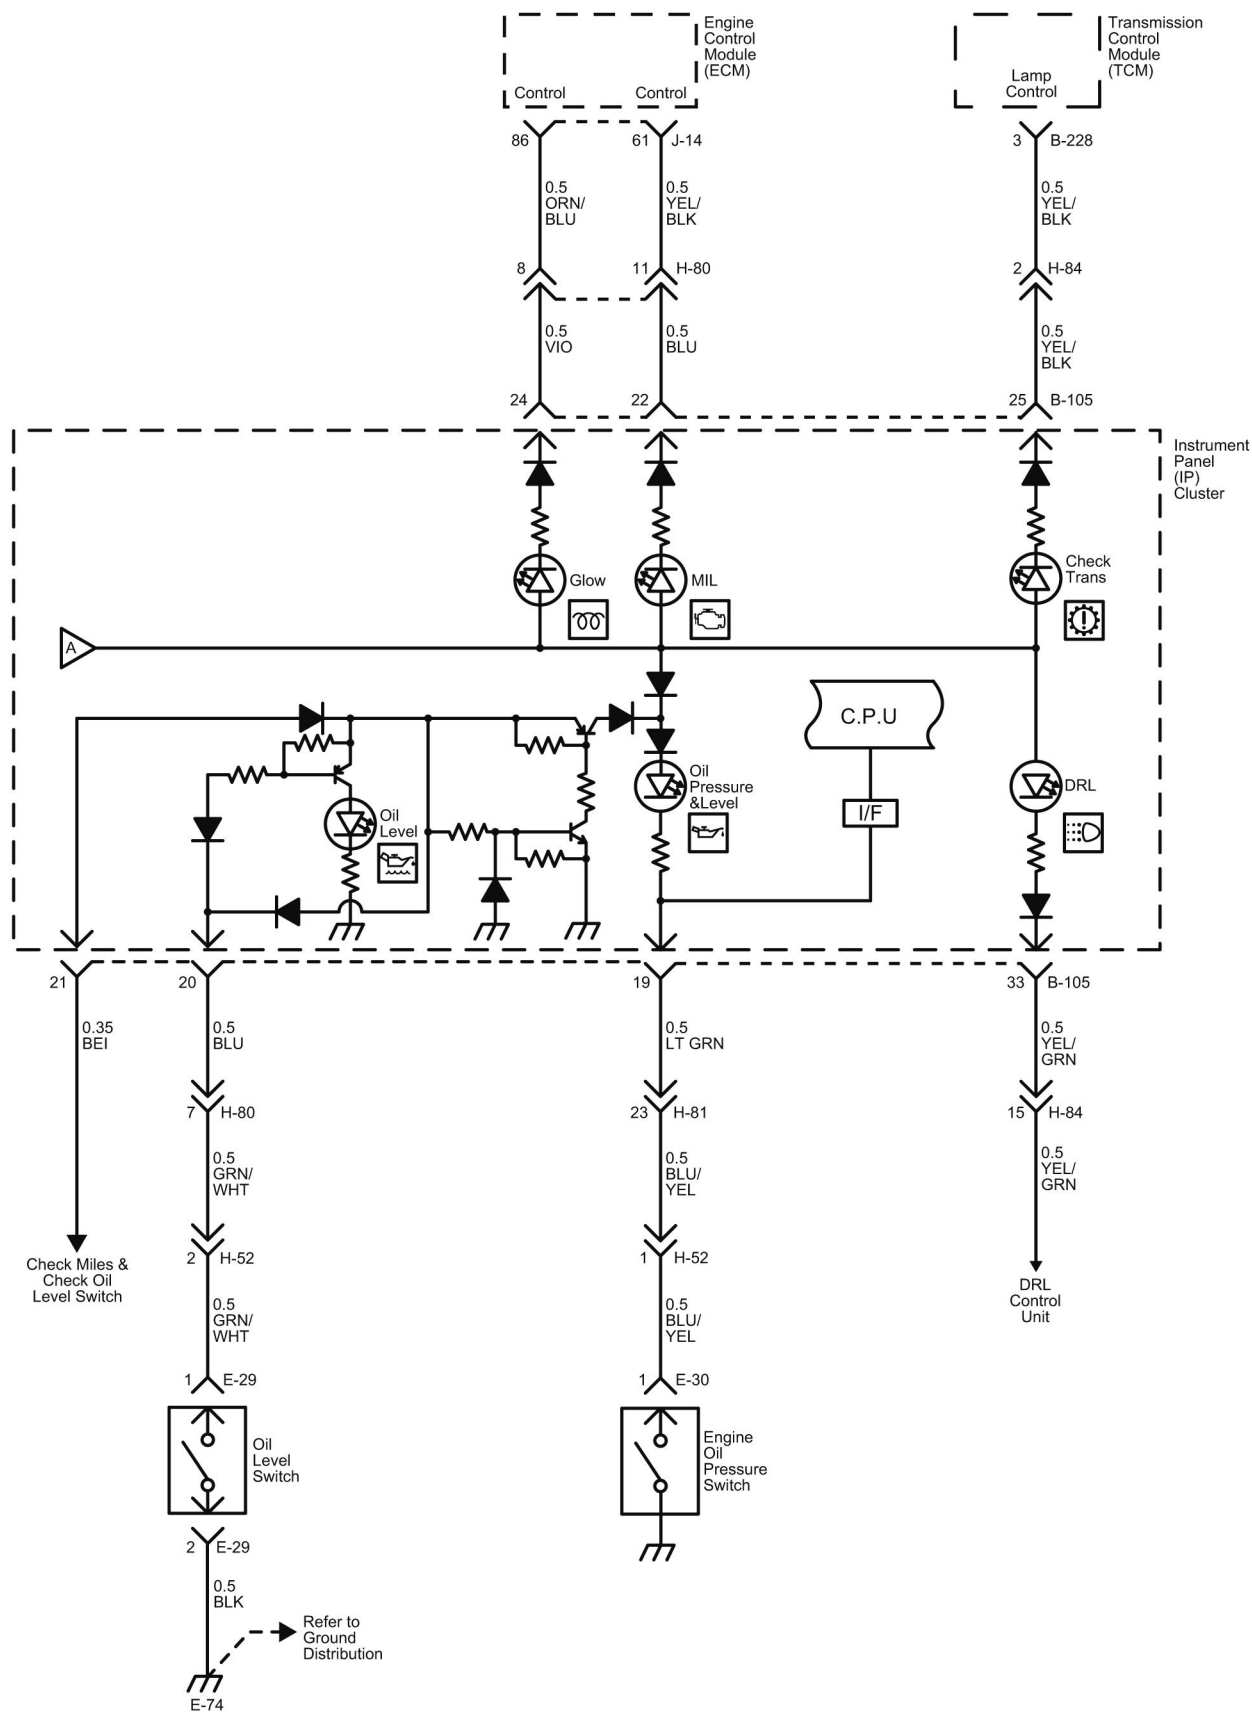 Engine
Control
Module
(ECM)
Transmission
Control
Module
(TCM)
Control
Control
Lamp
Control
86
61
J-14
3
B-228
0.5
ORN/
BLU
0.5
YEL/
BLK
0.5
YEL/
BLK
8
11
H-80
2
H-84
0.5
VIO
0.5
BLU
0.5
YEL/
BLK
24
22
25
B-105
Instrument
Panel
(IP)
Cluster
Glow
MIL
Check
Trans
!
A
C.P.U
Oil
Pressure
&Level
DRL
I/F
Oil
Level
21
20
19
33
B-105
0.35
BEI
0.5
BLU
0.5
LT GRN
0.5
YEL/
GRN
7
H-80
23
H-81
15
H-84
0.5
GRN/
WHT
0.5
BLU/
YEL
0.5
YEL/
GRN
Check Miles &
Check Oil
Level Switch
2
H-52
1
H-52
DRL
Control
Unit
0.5
GRN/
WHT
0.5
BLU/
YEL
1
E-29
1
E-30
Oil
Level
Switch
Engine
Oil
Pressure
Switch
2
E-29
0.5
BLK
Refer to
Ground
Distribution
E-74